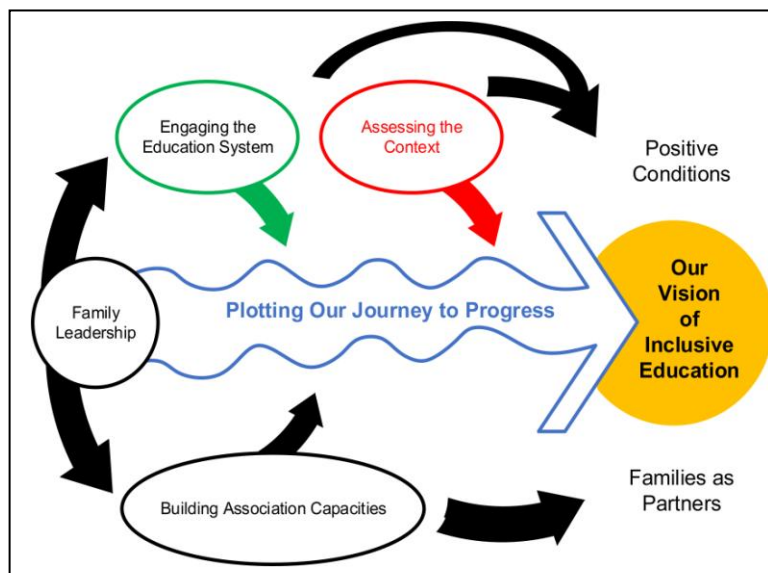 Engaging the
Education System
Assessing the
Context
Positive
Conditions
Family
Leadership
Plotting Our Journey to Progress
Our
Vision
of
Inclusive
Education
Building Association Capacities
Families as
Partners